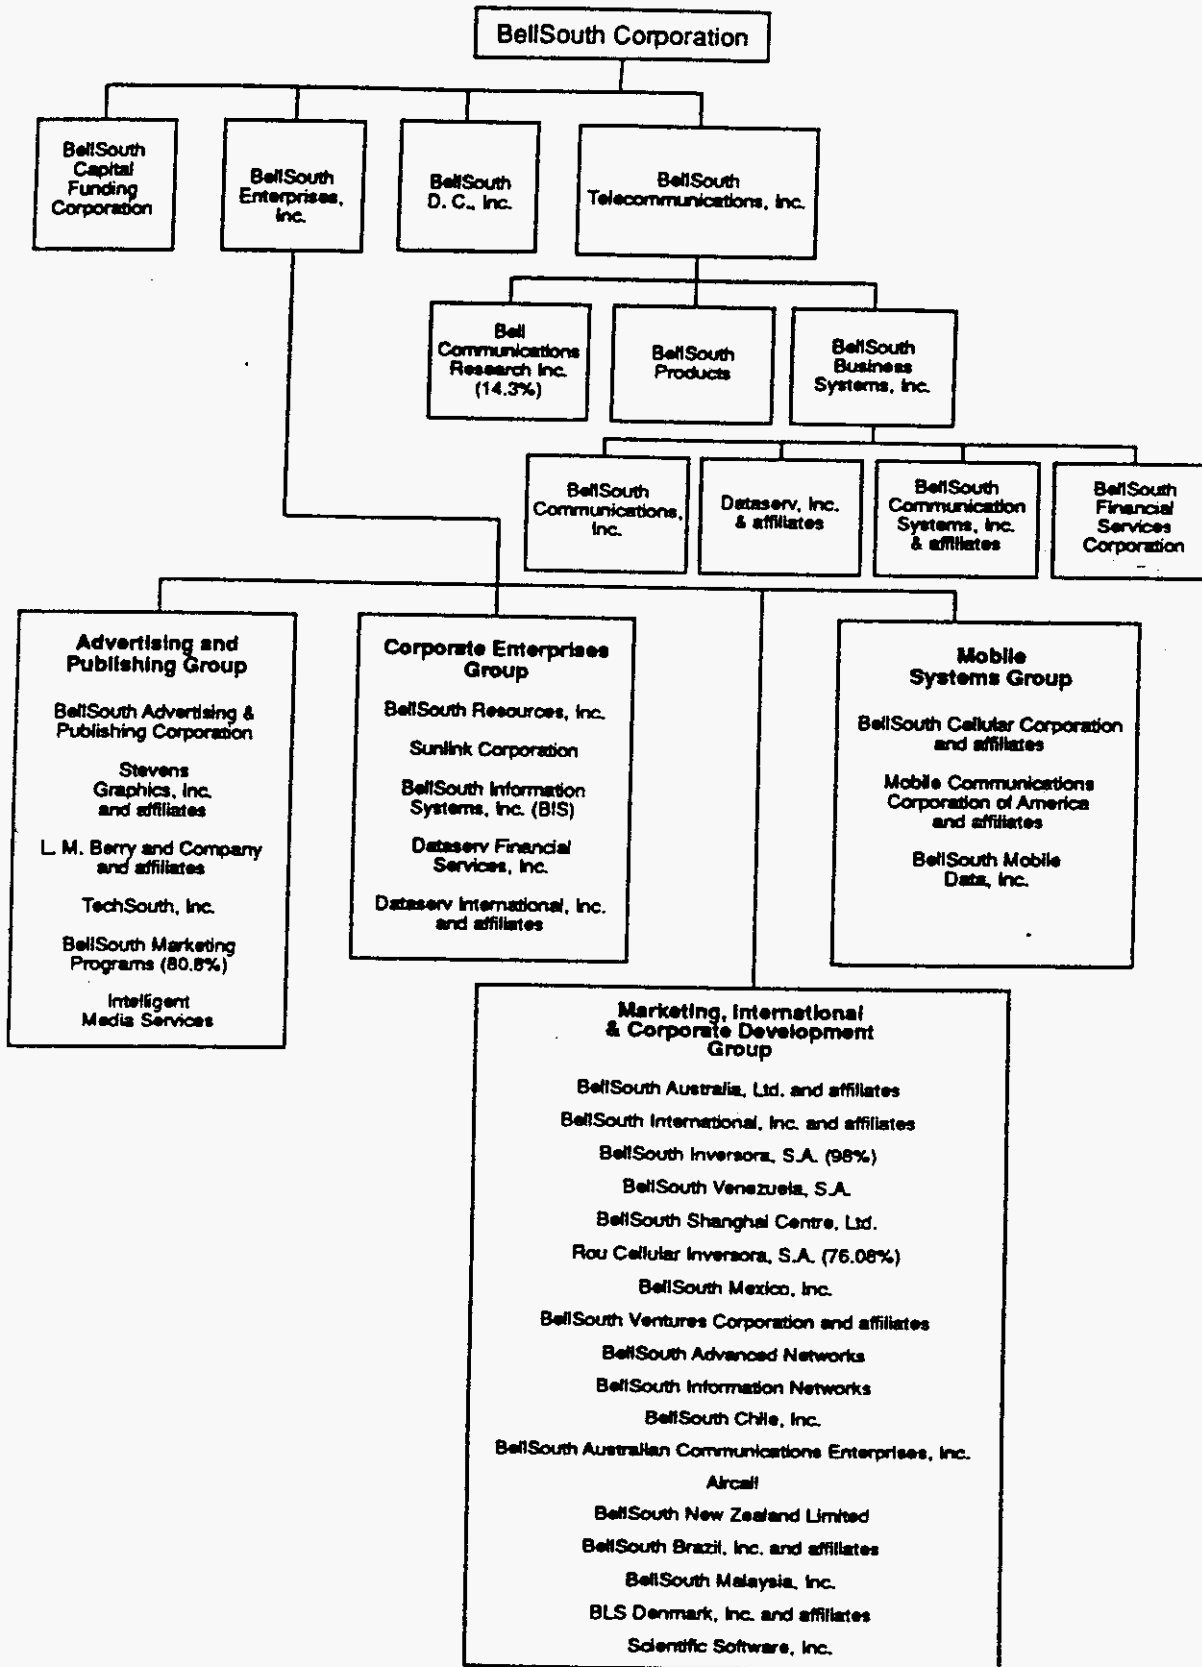 BellSouth Corporation
BellSouth
Capital
Funding
Corporation
BellSouth
Enterprises,
Inc.
BellSouth
D. C., Inc.
BellSouth
Telecommunications, Inc.
Bell
Communications
Research Inc.
(14.3%)
BellSouth
Products
BellSouth
Business
Systems, Inc.
BellSouth
Communications,
Inc.
Dataserv, Inc.
& affiliates
BellSouth
Communication
Systems, Inc.
& affiliates
BellSouth
Financial
Services
Corporation
Advertising and
Publishing Group
BellSouth Advertising &
Publishing Corporation
Stevens
Graphics, Inc.
and affiliates
L. M. Berry and Company
and affiliates
TechSouth, Inc.
BellSouth Marketing
Programs (80.8%)
Intelligent
Media Services
Corporate Enterprises
Group
BellSouth Resources, Inc.
Sunlink Corporation
BellSouth Information
Systems, Inc. (BIS)
Dataserv Financial
Services, Inc.
Dataserv International, Inc.
and affiliates
Mobile
Systems Group
BellSouth Cellular Corporation
and affiliates
Mobile Communications
Corporation of America
and affiliates
BellSouth Mobile
Data, Inc.
Marketing, International
& Corporate Development
Group
BellSouth Australia, Ltd. and affiliates
BellSouth International, Inc. and affiliates
BellSouth Inversora, S.A. (98%)
BellSouth Venezuela, S.A.
BellSouth Shanghai Centre, Ltd.
Rou Cellular Inversora, S.A. (76.08%)
BellSouth Mexico, Inc.
BellSouth Ventures Corporation and affiliates
BellSouth Advanced Networks
BellSouth Information Networks
BellSouth Chile, Inc.
BellSouth Australian Communications Enterprises, Inc.
Aircall
BellSouth New Zealand Limited
BellSouth Brazil, Inc. and affiliates
BellSouth Malaysia, Inc.
BLS Denmark, Inc. and affiliates
Scientific Software, Inc.